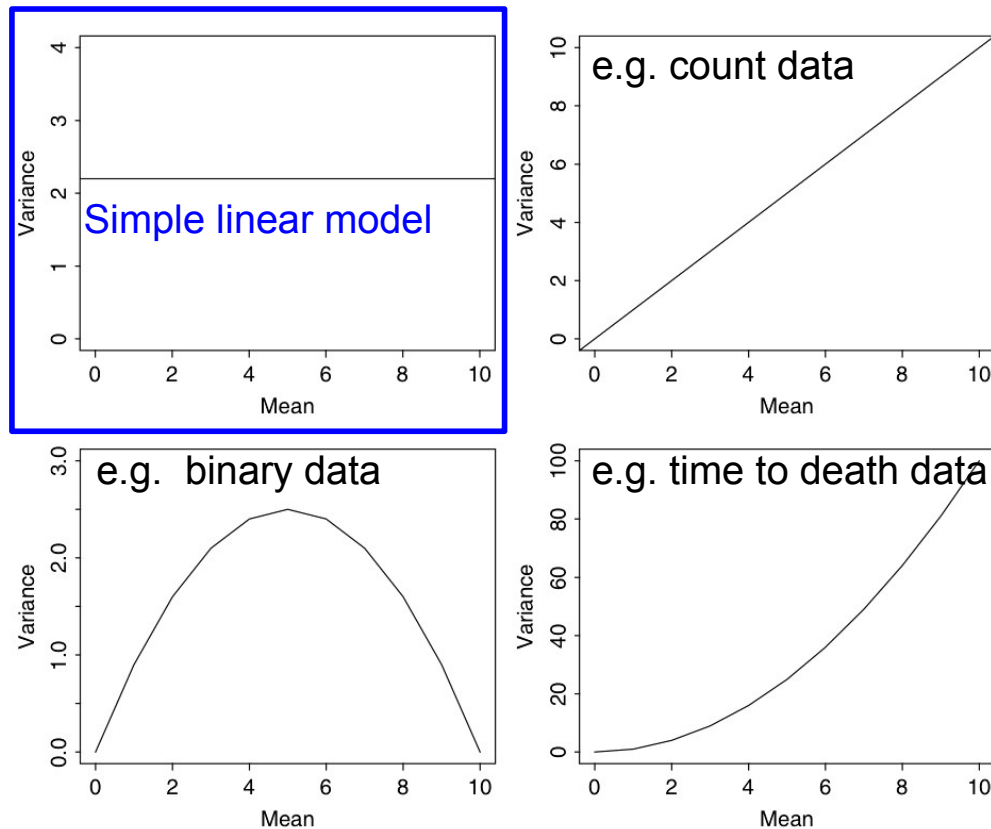 4
3
2
1
0
Variance
Simple linear model
0 2 4 6 8 10
Mean
e.g. count data
10
8
6
4
2
0
Variance
0 2 4 6 8 10
Mean
e.g. binary data
3.0
2.0
1.0
0.0
Variance
0 2 4 6 8 10
Mean
e.g. time to death data
100
80
60
40
20
0
Variance
0 2 4 6 8 10
Mean